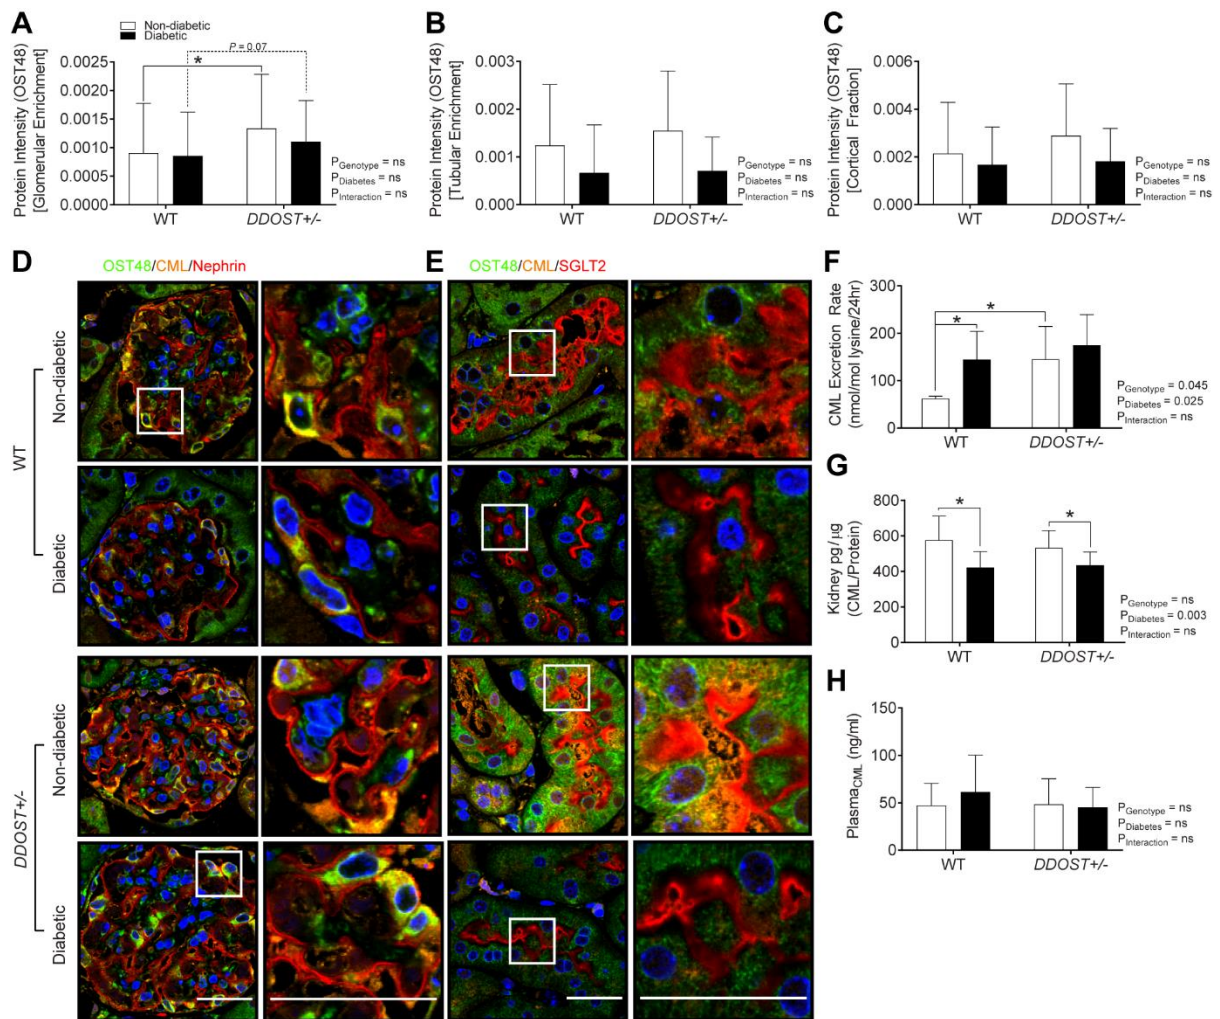 A
Non-diabetic
Diabetic
Protein Intensity (OST48)
[Glomerular Enrichment]
0.0025
0.0020
0.0015
0.0010
0.0005
0.0000
*
P = 0.07
WT
DDOST+/-
PGenotype = ns
PDiabetes = ns
PInteraction = ns
B
Protein Intensity (OST48)
[Tubular Enrichment]
0.003
0.002
0.001
0.000
WT
DDOST+/-
PGenotype = ns
PDiabetes = ns
PInteraction = ns
C
Protein Intensity (OST48)
[Cortical Fraction]
0.006
0.004
0.002
0.000
WT
DDOST+/-
PGenotype = ns
PDiabetes = ns
PInteraction = ns
D
OST48/CML/Nephrin
E
OST48/CML/SGLT2
WT
Non-diabetic
Diabetic
DDOST+/-
Non-diabetic
Diabetic
F
CML Excretion Rate
(nmol/mol lysine/24hr)
300
200
100
0
*
*
WT
DDOST+/-
PGenotype = 0.045
PDiabetes = 0.025
PInteraction = ns
G
Kidney pg/μg
(CML/Protein)
800
600
400
200
0
*
*
WT
DDOST+/-
PGenotype = ns
PDiabetes = 0.003
PInteraction = ns
H
PlasmaCML (ng/ml)
150
100
50
0
WT
DDOST+/-
PGenotype = ns
PDiabetes = ns
PInteraction = ns